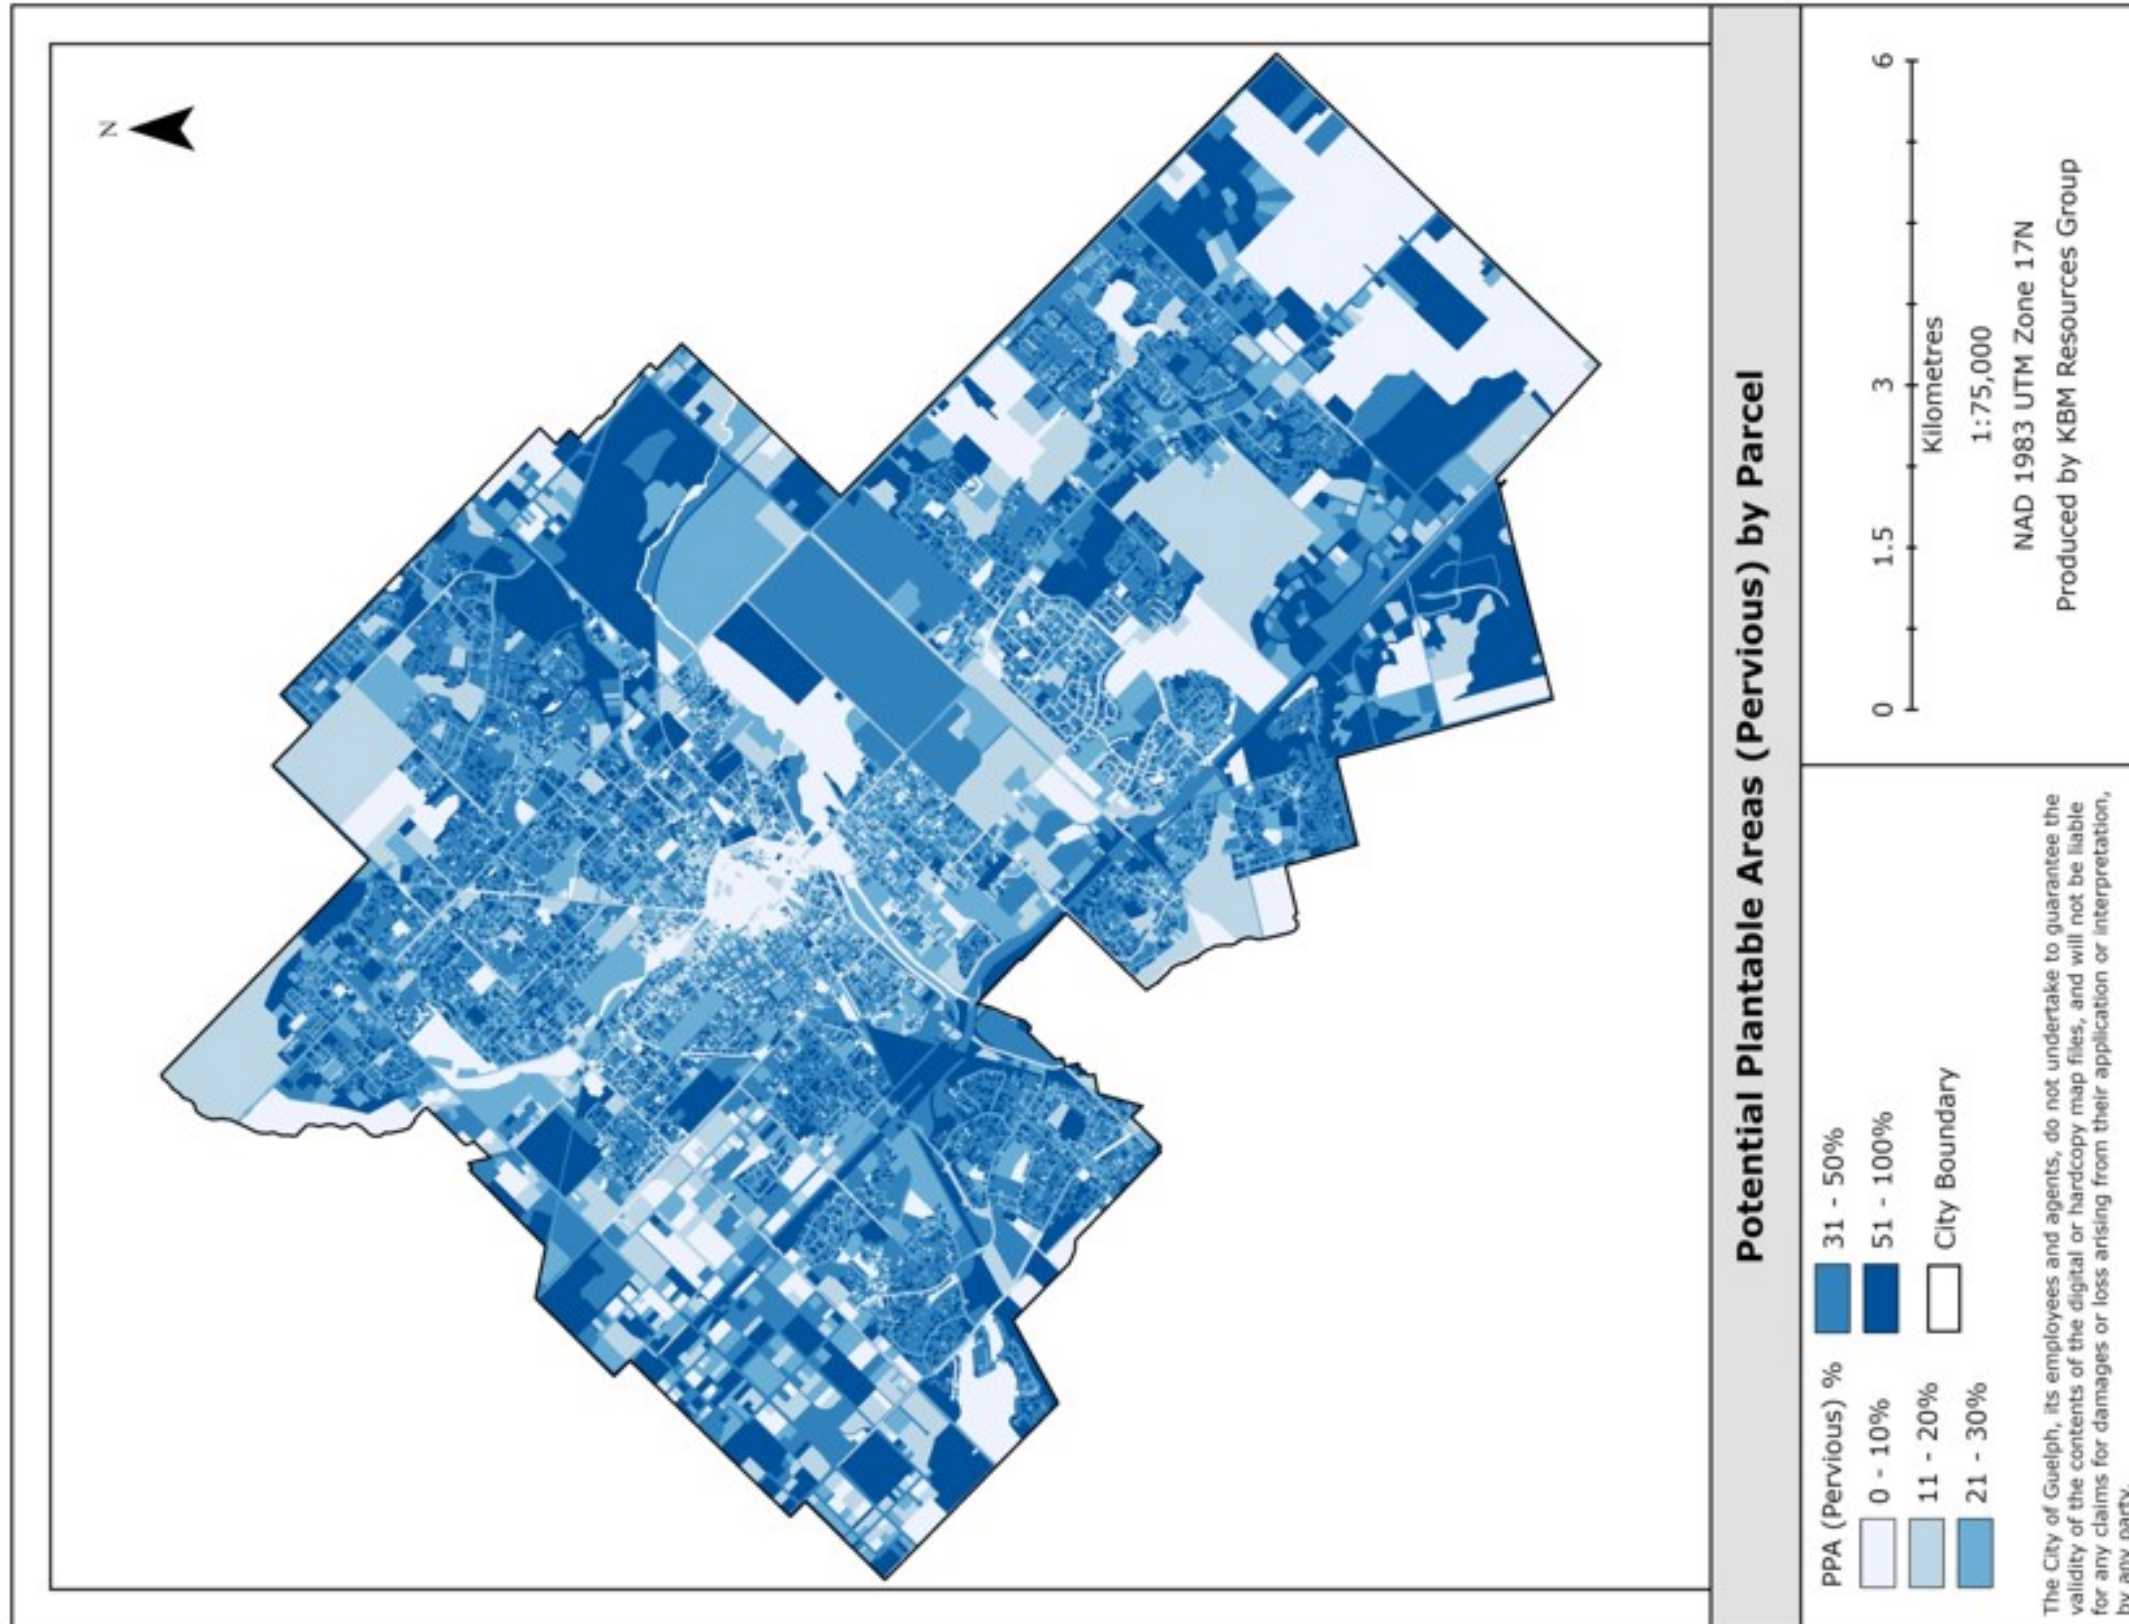 N
Potential Plantable Areas (Pervious) by Parcel
PPA (Pervious) %
0 - 10%
11 - 20%
21 - 30%
31 - 50%
51 - 100%
City Boundary
The City of Guelph, its employees and agents, do not undertake to guarantee the
validity of the contents of the digital or hardcopy map files, and will not be liable
for any claims for damages or loss arising from their application or interpretation,
by any party.
0 1.5 3 6
Kilometres
1:75,000
NAD 1983 UTM Zone 17N
Produced by KBM Resources Group